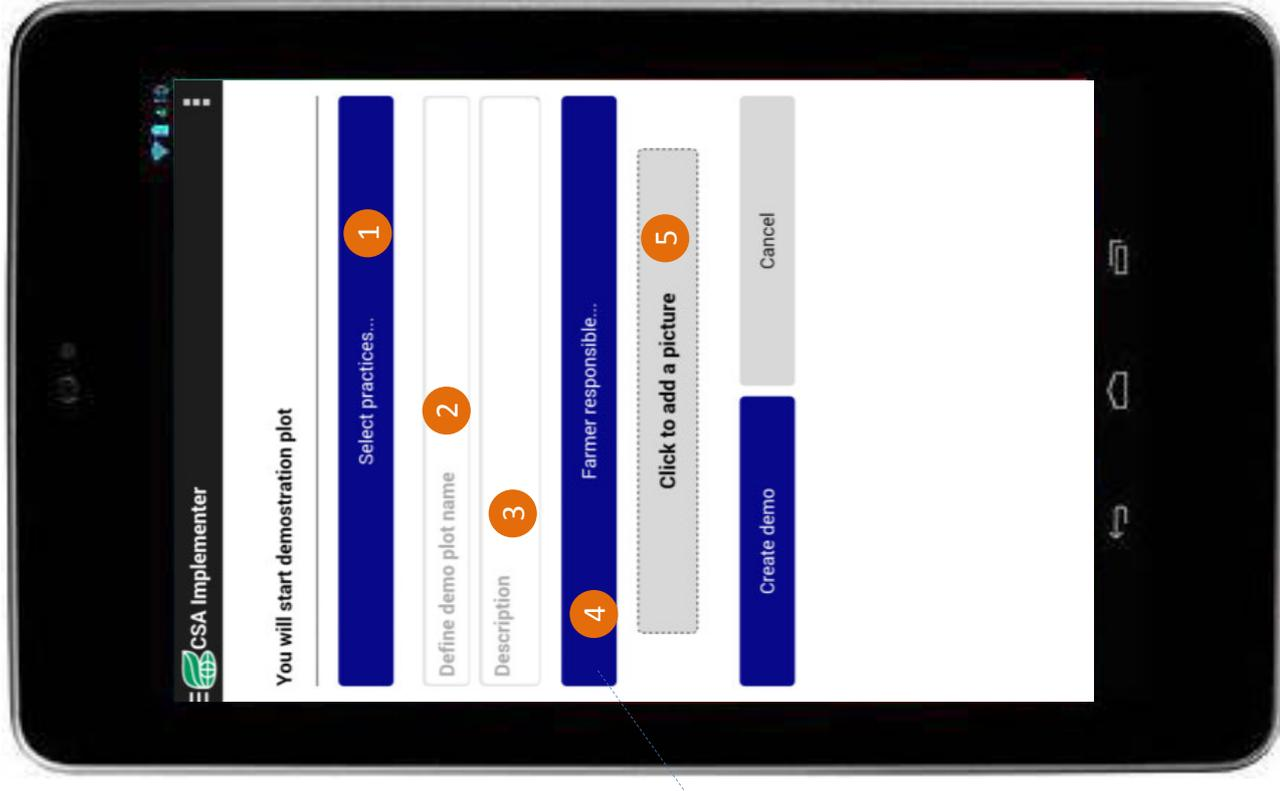 CSA Implementer
You will start demostration plot
Select practices...
1
Define demo plot name
2
Description
3
Farmer responsible...
4
Click to add a picture
5
Create demo
Cancel